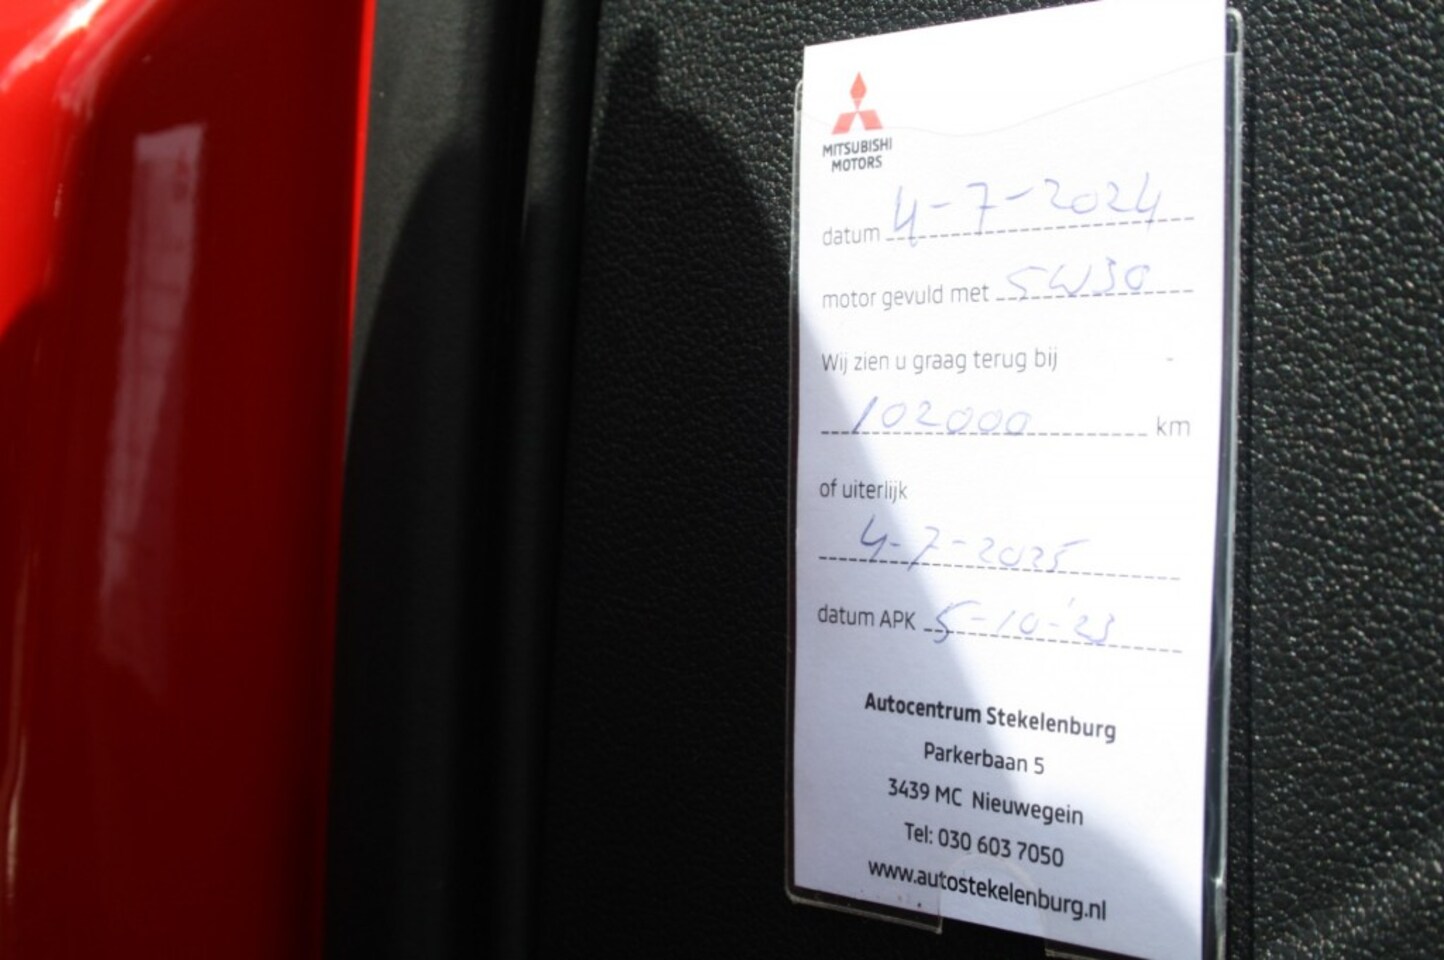 MITSUBISHI
MOTORS
datum 4-7-2024
motor gevuld met 5W30
Wij zien u graag terug bij
102000 km
of uiterlijk
4-7-2025
datum APK 5-10-'23
Autocentrum Stekelenburg
Parkerbaan 5
3439 MC Nieuwegein
Tel: 030 603 7050
www.autostekelenburg.nl